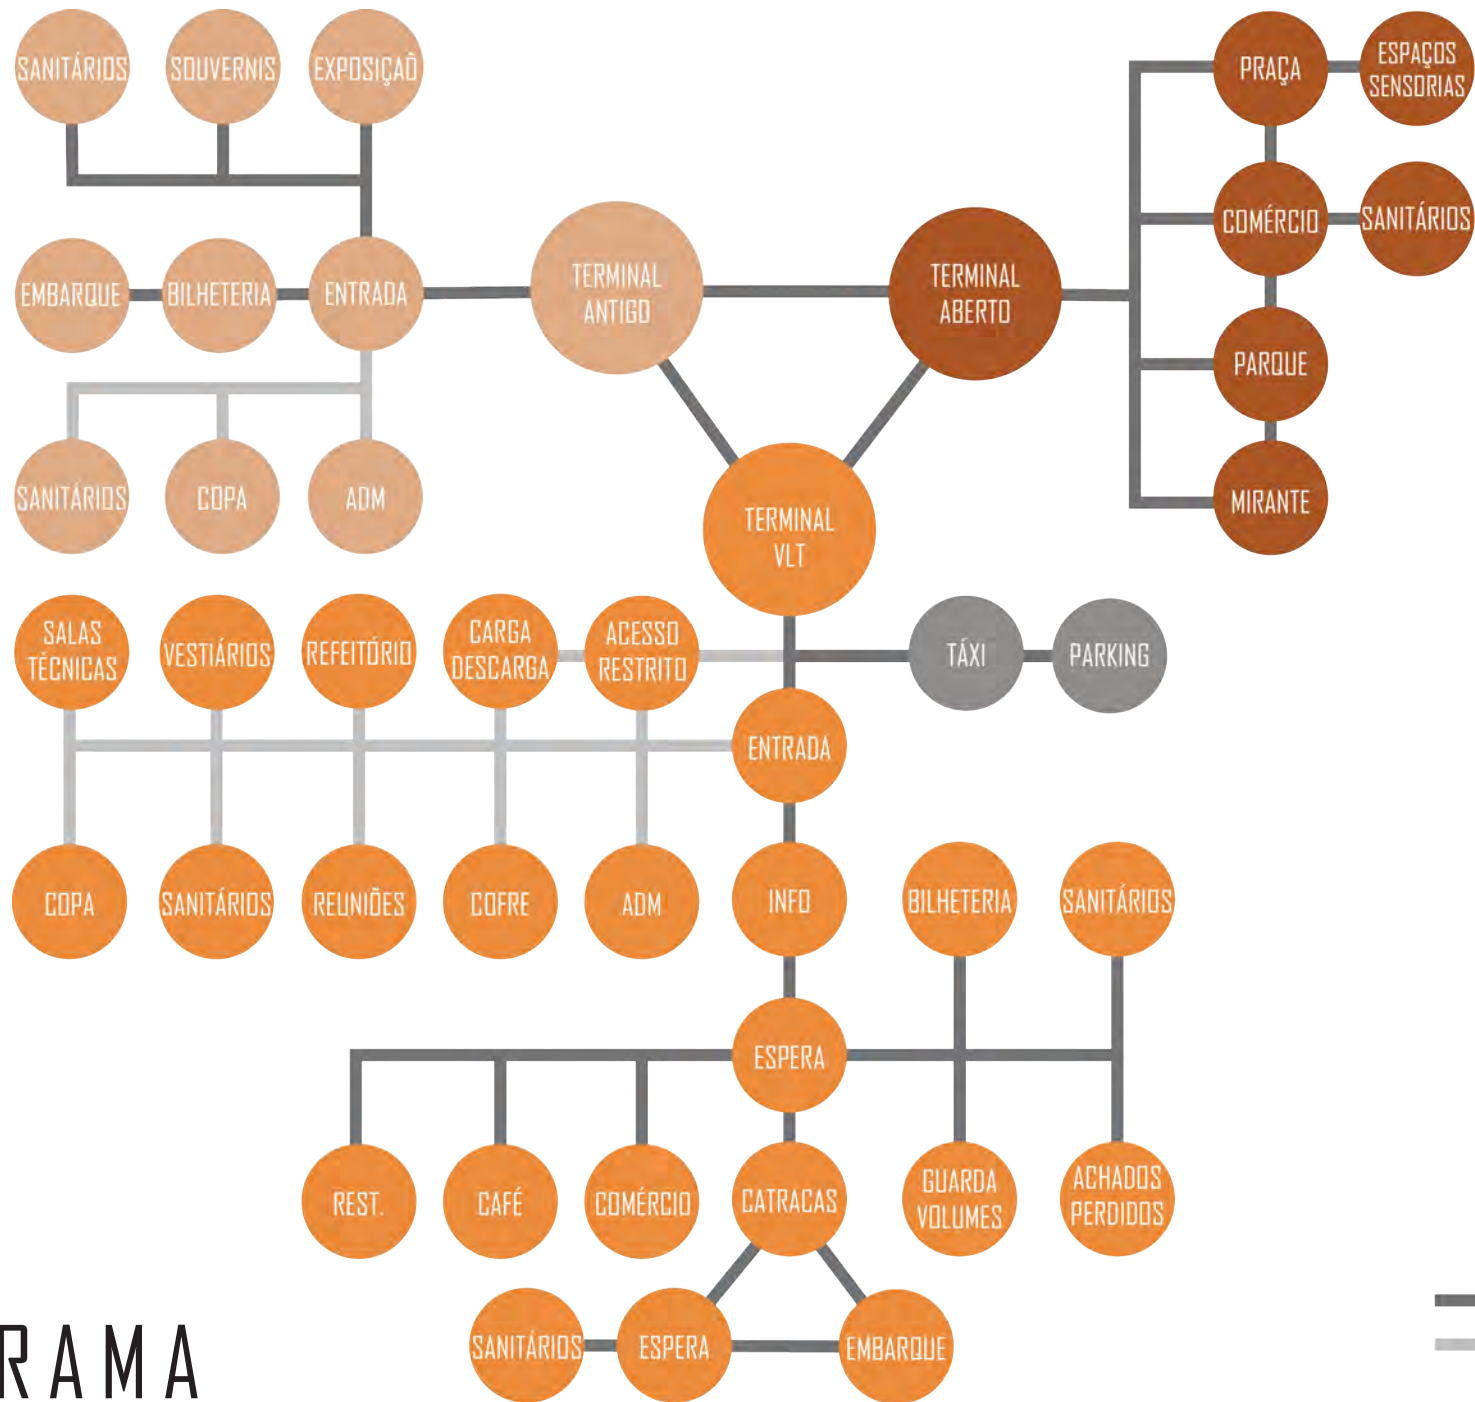 SANITÁRIOS
SOUVERNIS
EXPOSIÇAÕ
PRAÇA
ESPAÇOS
SENSORIAS
COMÉRCIO
SANITÁRIOS
EMBARQUE
BILHETERIA
ENTRADA
TERMINAL
ANTIGO
TERMINAL
ABERTO
PARQUE
SANITÁRIOS
COPA
ADM
MIRANTE
TERMINAL
VLT
SALAS
TÉCNICAS
VESTIÁRIOS
REFEITÓRIO
CARGA
DESCARGA
ACESSO
RESTRITO
TÁXI
PARKING
ENTRADA
COPA
SANITÁRIOS
REUNIÕES
COFRE
ADM
INFO
BILHETERIA
SANITÁRIOS
ESPERA
REST.
CAFÉ
COMÉRCIO
CATRACAS
GUARDA
VOLUMES
ACHADOS
PERDIDOS
SANITÁRIOS
ESPERA
EMBARQUE
RAMA